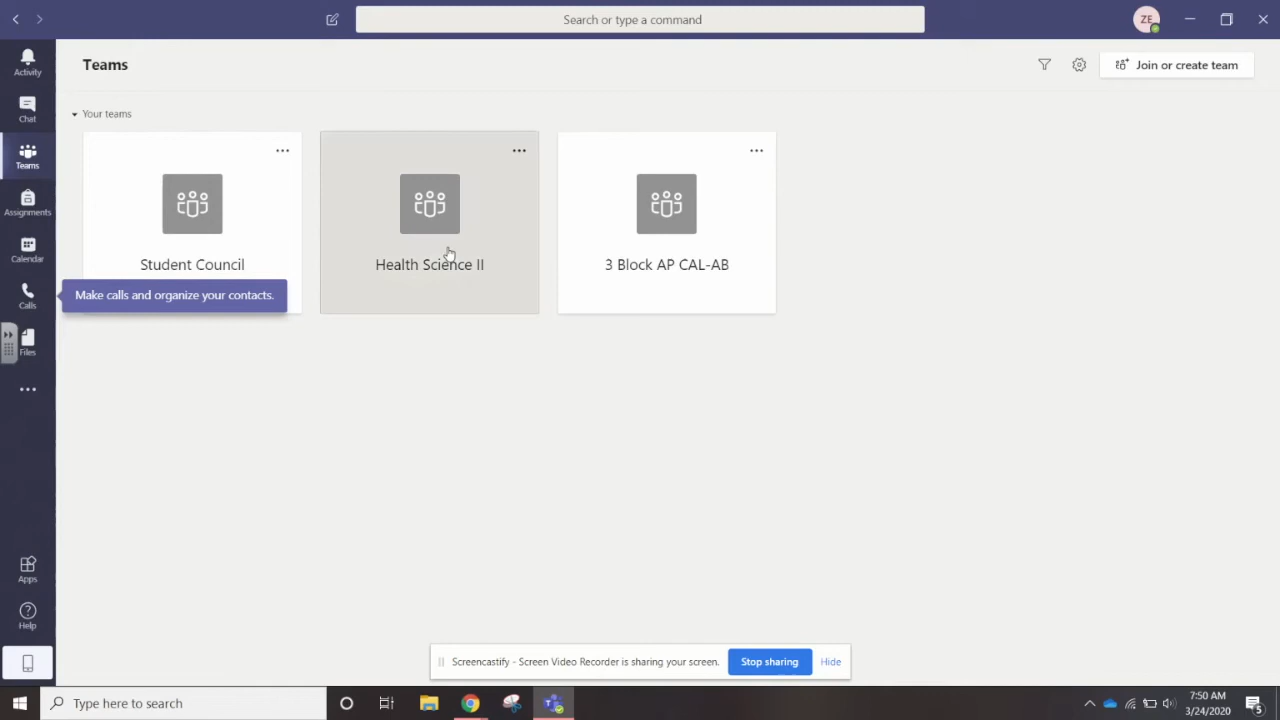 Search or type a command
ZE
Activity
Chat
Teams
Assignments
Calendar
Calls
Files
Apps
Help
Teams
Join or create team
Your teams
Student Council
Health Science II
3 Block AP CAL-AB
Make calls and organize your contacts.
Screencastify - Screen Video Recorder is sharing your screen.
Stop sharing
Hide
Type here to search
7:50 AM
3/24/2020
5